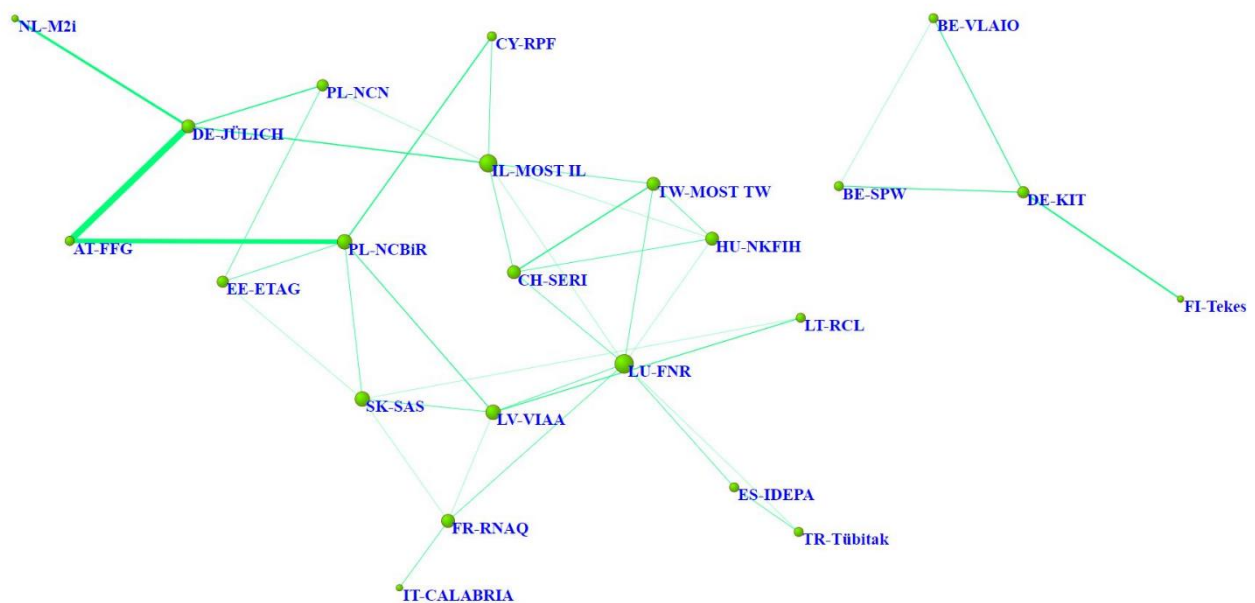 NL-M2i
BE-VLAIO
CY-RPF
PL-NCN
DE-JÜLICH
IL-MOST IL
TW-MOST TW
BE-SPW
DE-KIT
AT-FFG
PL-NCBiR
HU-NKFIH
EE-ETAG
CH-SERI
FI-Tekes
LT-RCL
LU-FNR
SK-SAS
LV-VIAA
ES-IDEPA
FR-RNAQ
TR-Tübitak
IT-CALABRIA